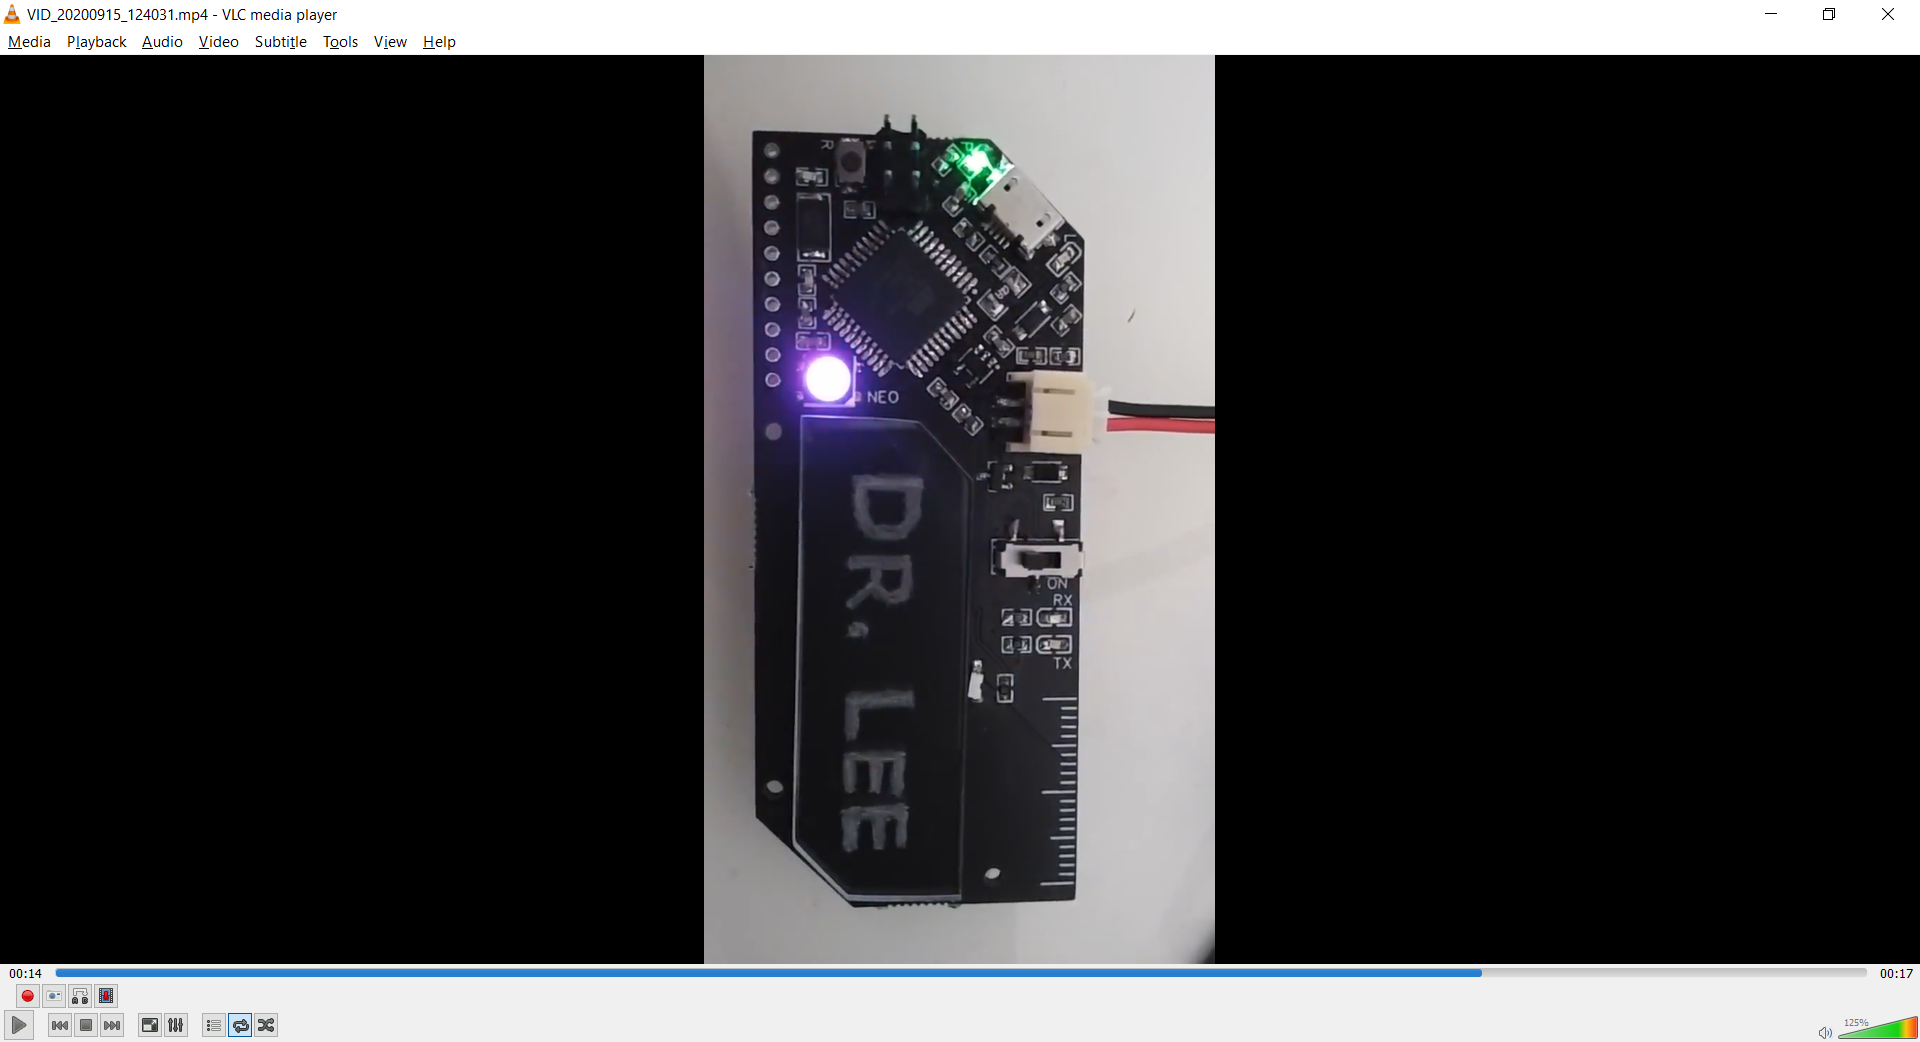 VID_20200915_124031.mp4 - VLC media player
Media Playback Audio Video Subtitle Tools View Help
R
NEO
DR. LEE
ON
RX
TX
00:14
00:17
125%